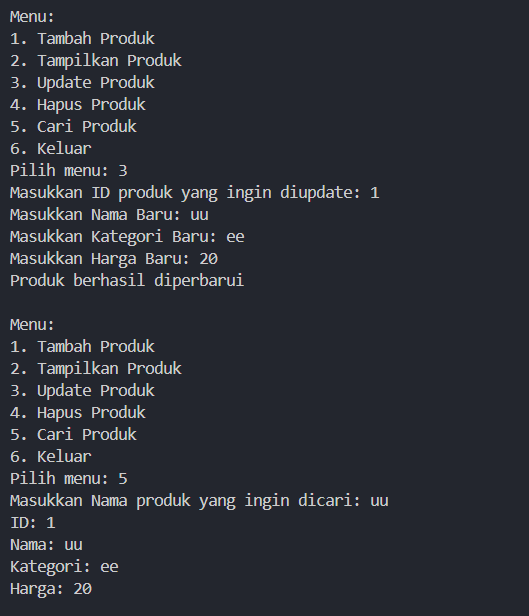 Menu:
1. Tambah Produk
2. Tampilkan Produk
3. Update Produk
4. Hapus Produk
5. Cari Produk
6. Keluar
Pilih menu: 3
Masukkan ID produk yang ingin diupdate: 1
Masukkan Nama Baru: uu
Masukkan Kategori Baru: ee
Masukkan Harga Baru: 20
Produk berhasil diperbarui

Menu:
1. Tambah Produk
2. Tampilkan Produk
3. Update Produk
4. Hapus Produk
5. Cari Produk
6. Keluar
Pilih menu: 5
Masukkan Nama produk yang ingin dicari: uu
ID: 1
Nama: uu
Kategori: ee
Harga: 20